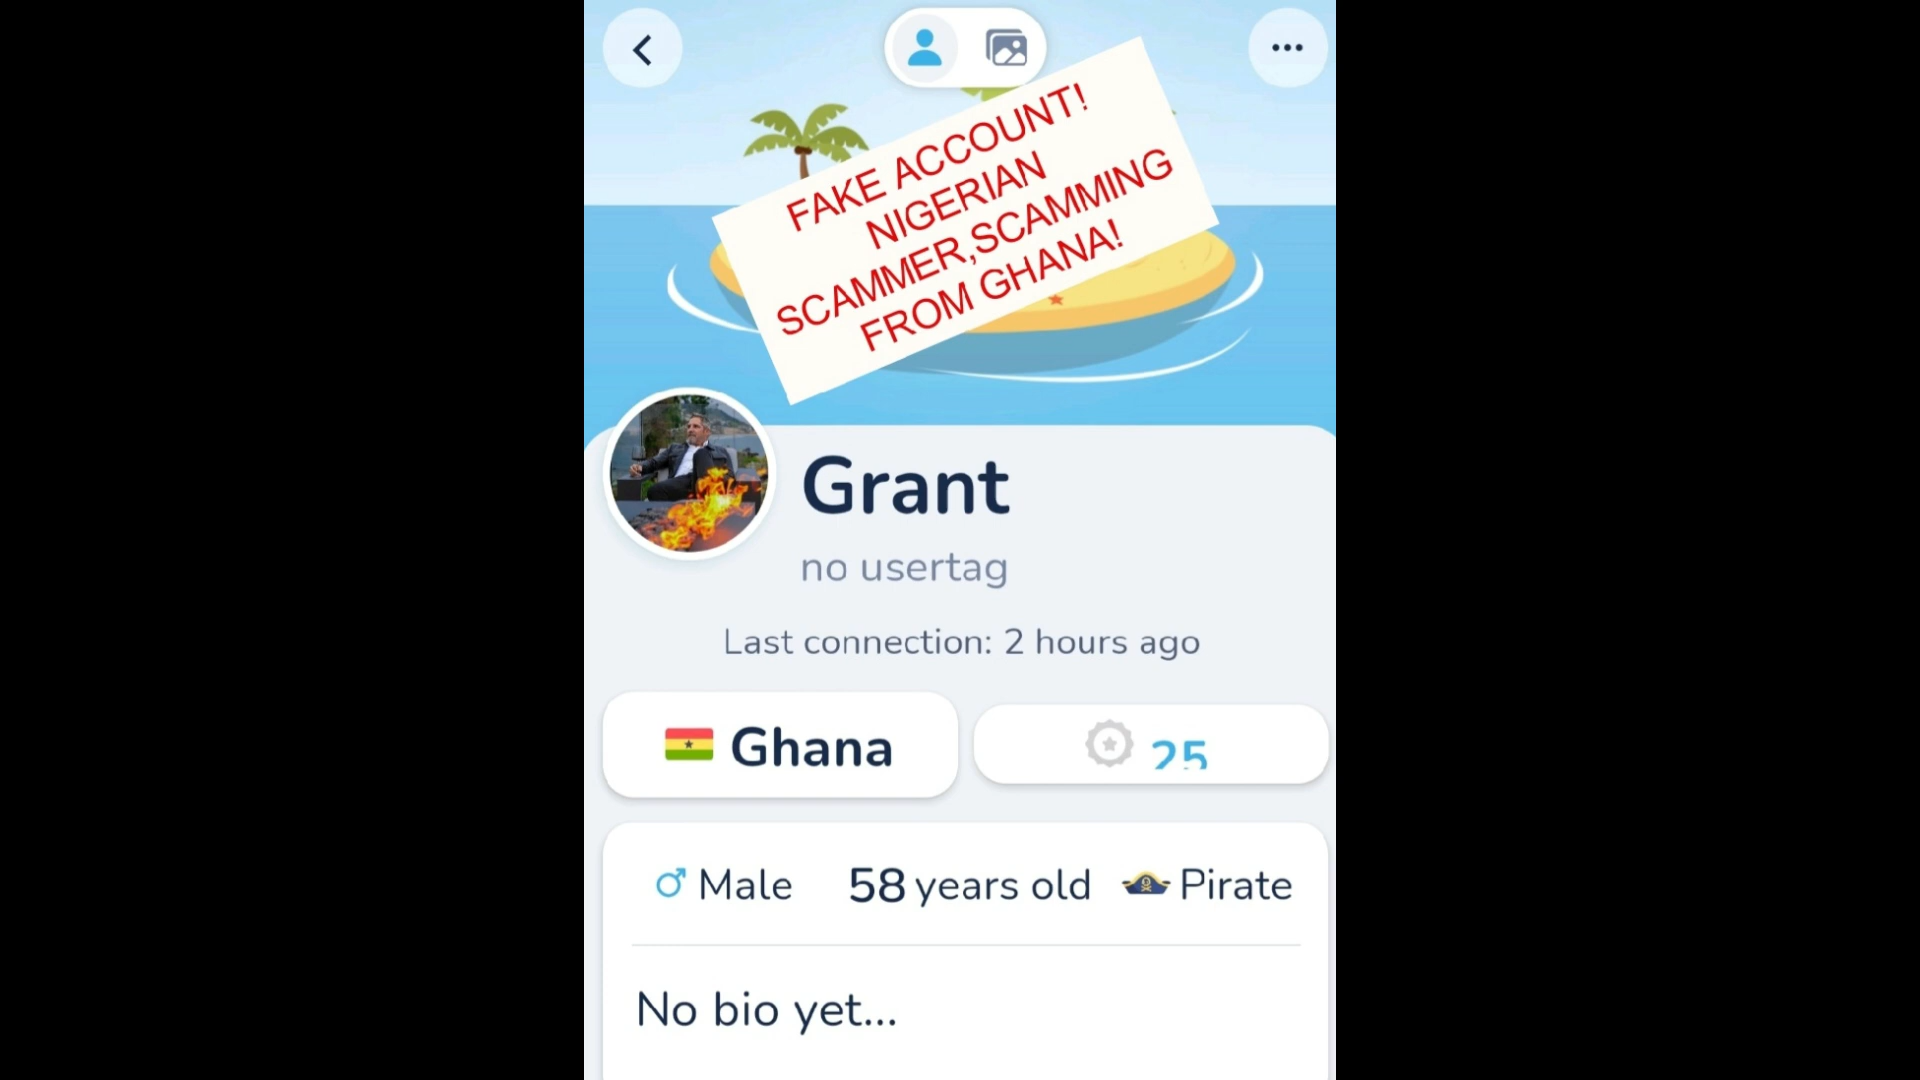 FAKE ACCOUNT!
NIGERIAN
SCAMMER,SCAMMING
FROM GHANA!
Grant
no usertag
Last connection: 2 hours ago
Ghana
25
Male 58 years old Pirate
No bio yet...